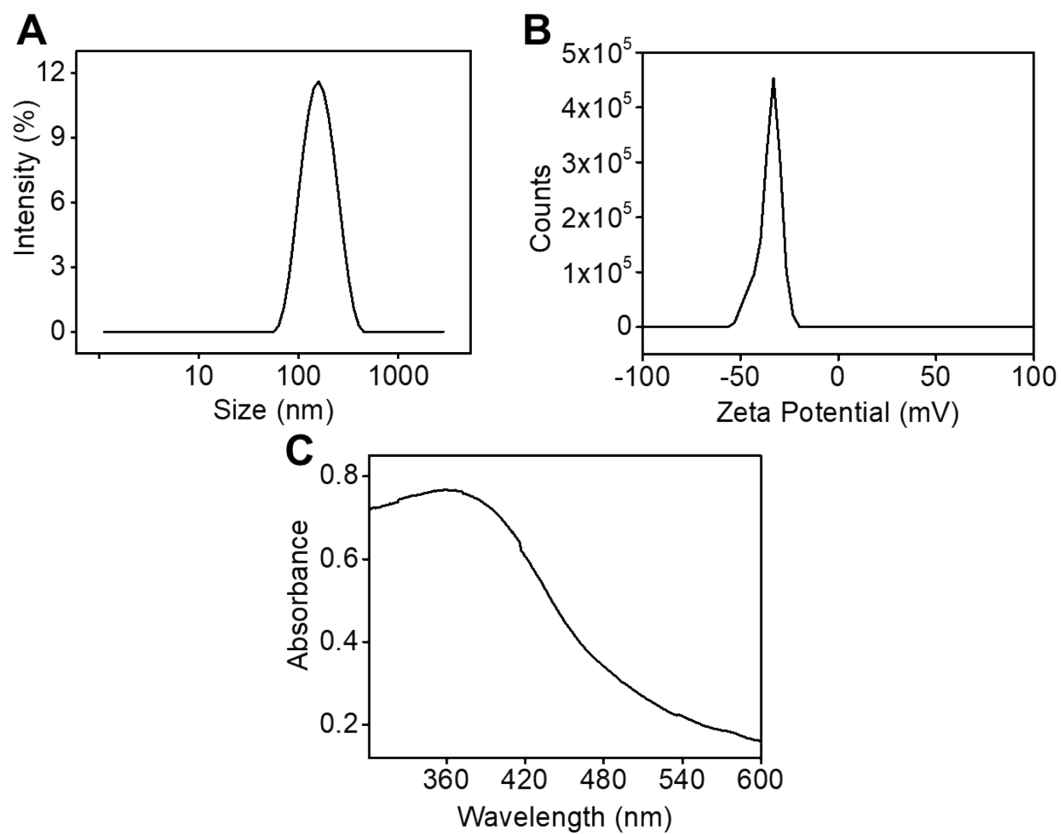 A
Intensity (%)
12
9
6
3
0
10 100 1000
Size (nm)
B
Counts
5x10⁵
4x10⁵
3x10⁵
2x10⁵
1x10⁵
0
-100 -50 0 50 100
Zeta Potential (mV)
C
Absorbance
0.8
0.6
0.4
0.2
360 420 480 540 600
Wavelength (nm)